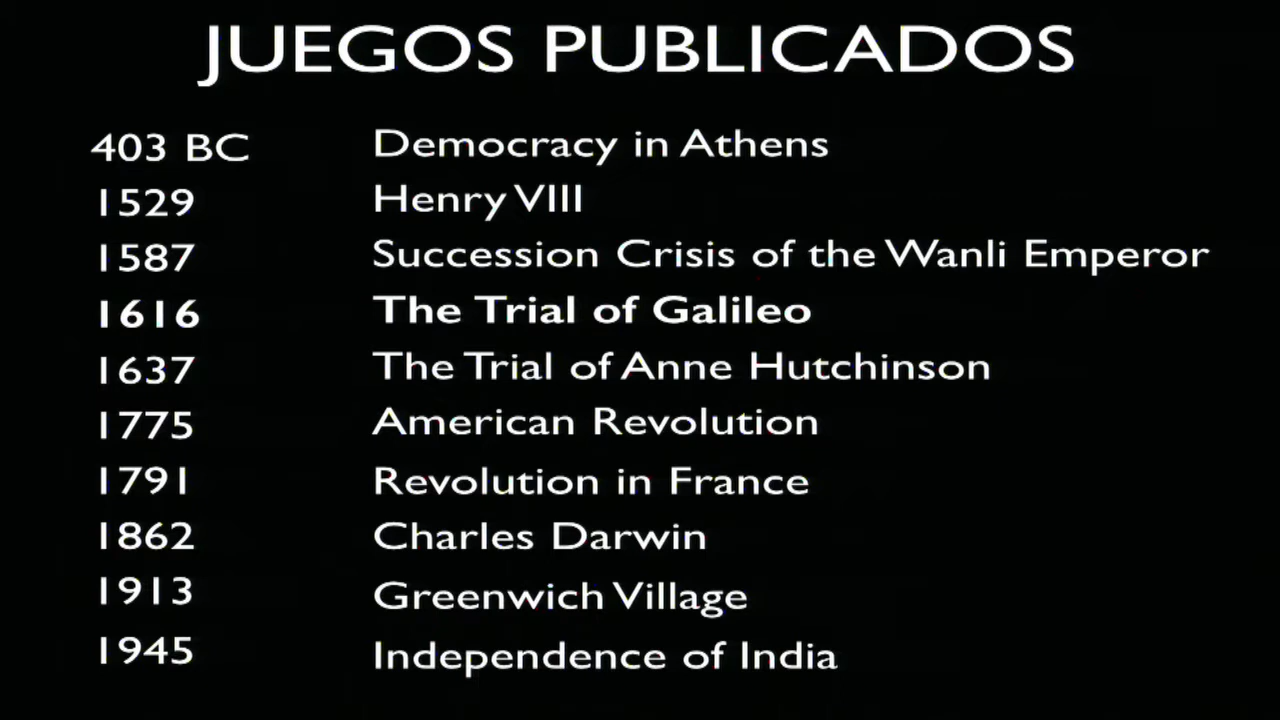 JUEGOS PUBLICADOS
403 BC Democracy in Athens
1529 Henry VIII
1587 Succession Crisis of the Wanli Emperor
1616 The Trial of Galileo
1637 The Trial of Anne Hutchinson
1775 American Revolution
1791 Revolution in France
1862 Charles Darwin
1913 Greenwich Village
1945 Independence of India